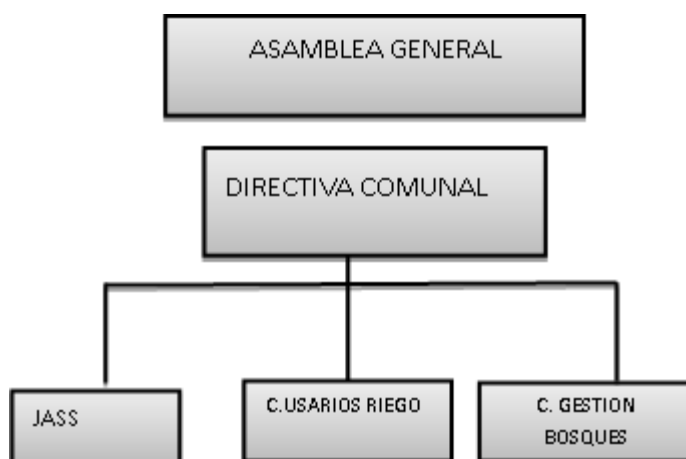 ASAMBLEA GENERAL
DIRECTIVA COMUNAL
JASS
C.USARIOS RIEGO
C. GESTION
BOSQUES